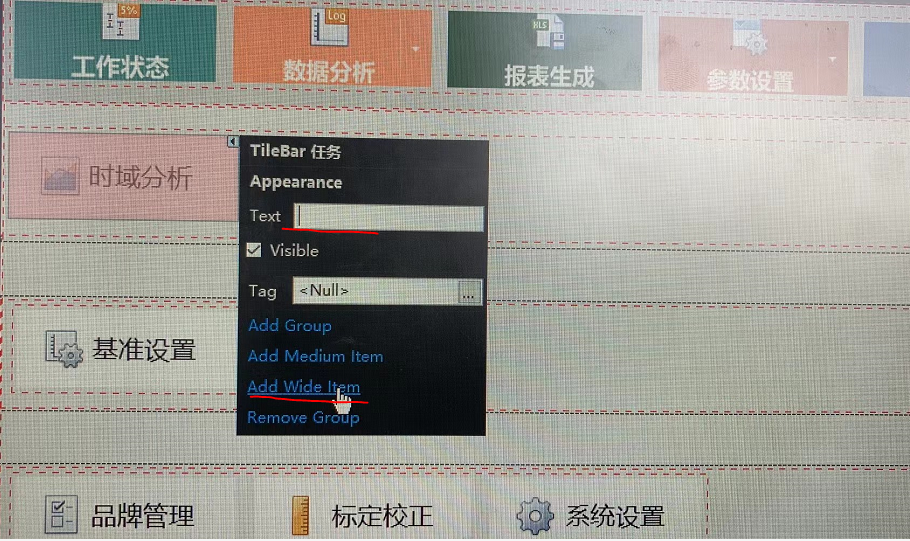 5%
Log
XLS
工作状态
数据分析
报表生成
参数设置
时域分析
TileBar 任务
Appearance
Text
Visible
Tag
<Null>
...
Add Group
Add Medium Item
Add Wide Item
Remove Group
基准设置
品牌管理
标定校正
系统设置